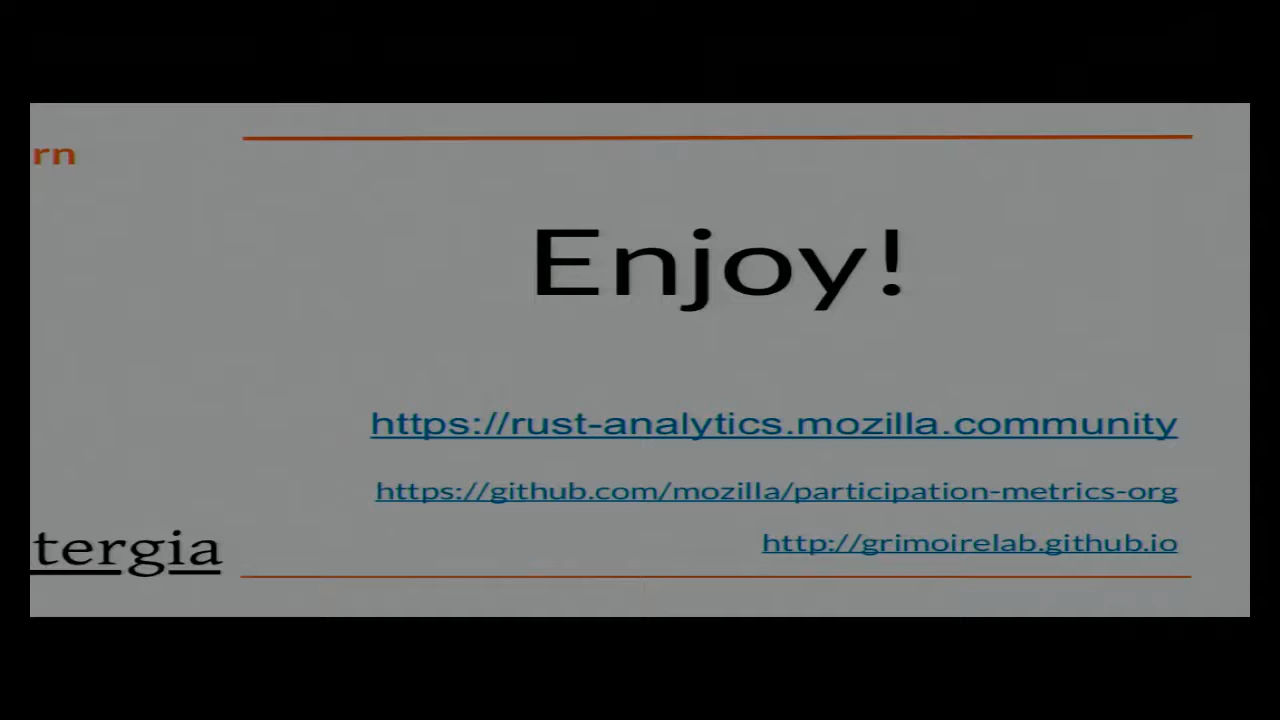 rn
Enjoy!
https://rust-analytics.mozilla.community
https://github.com/mozilla/participation-metrics-org
http://grimoirelab.github.io
tergia